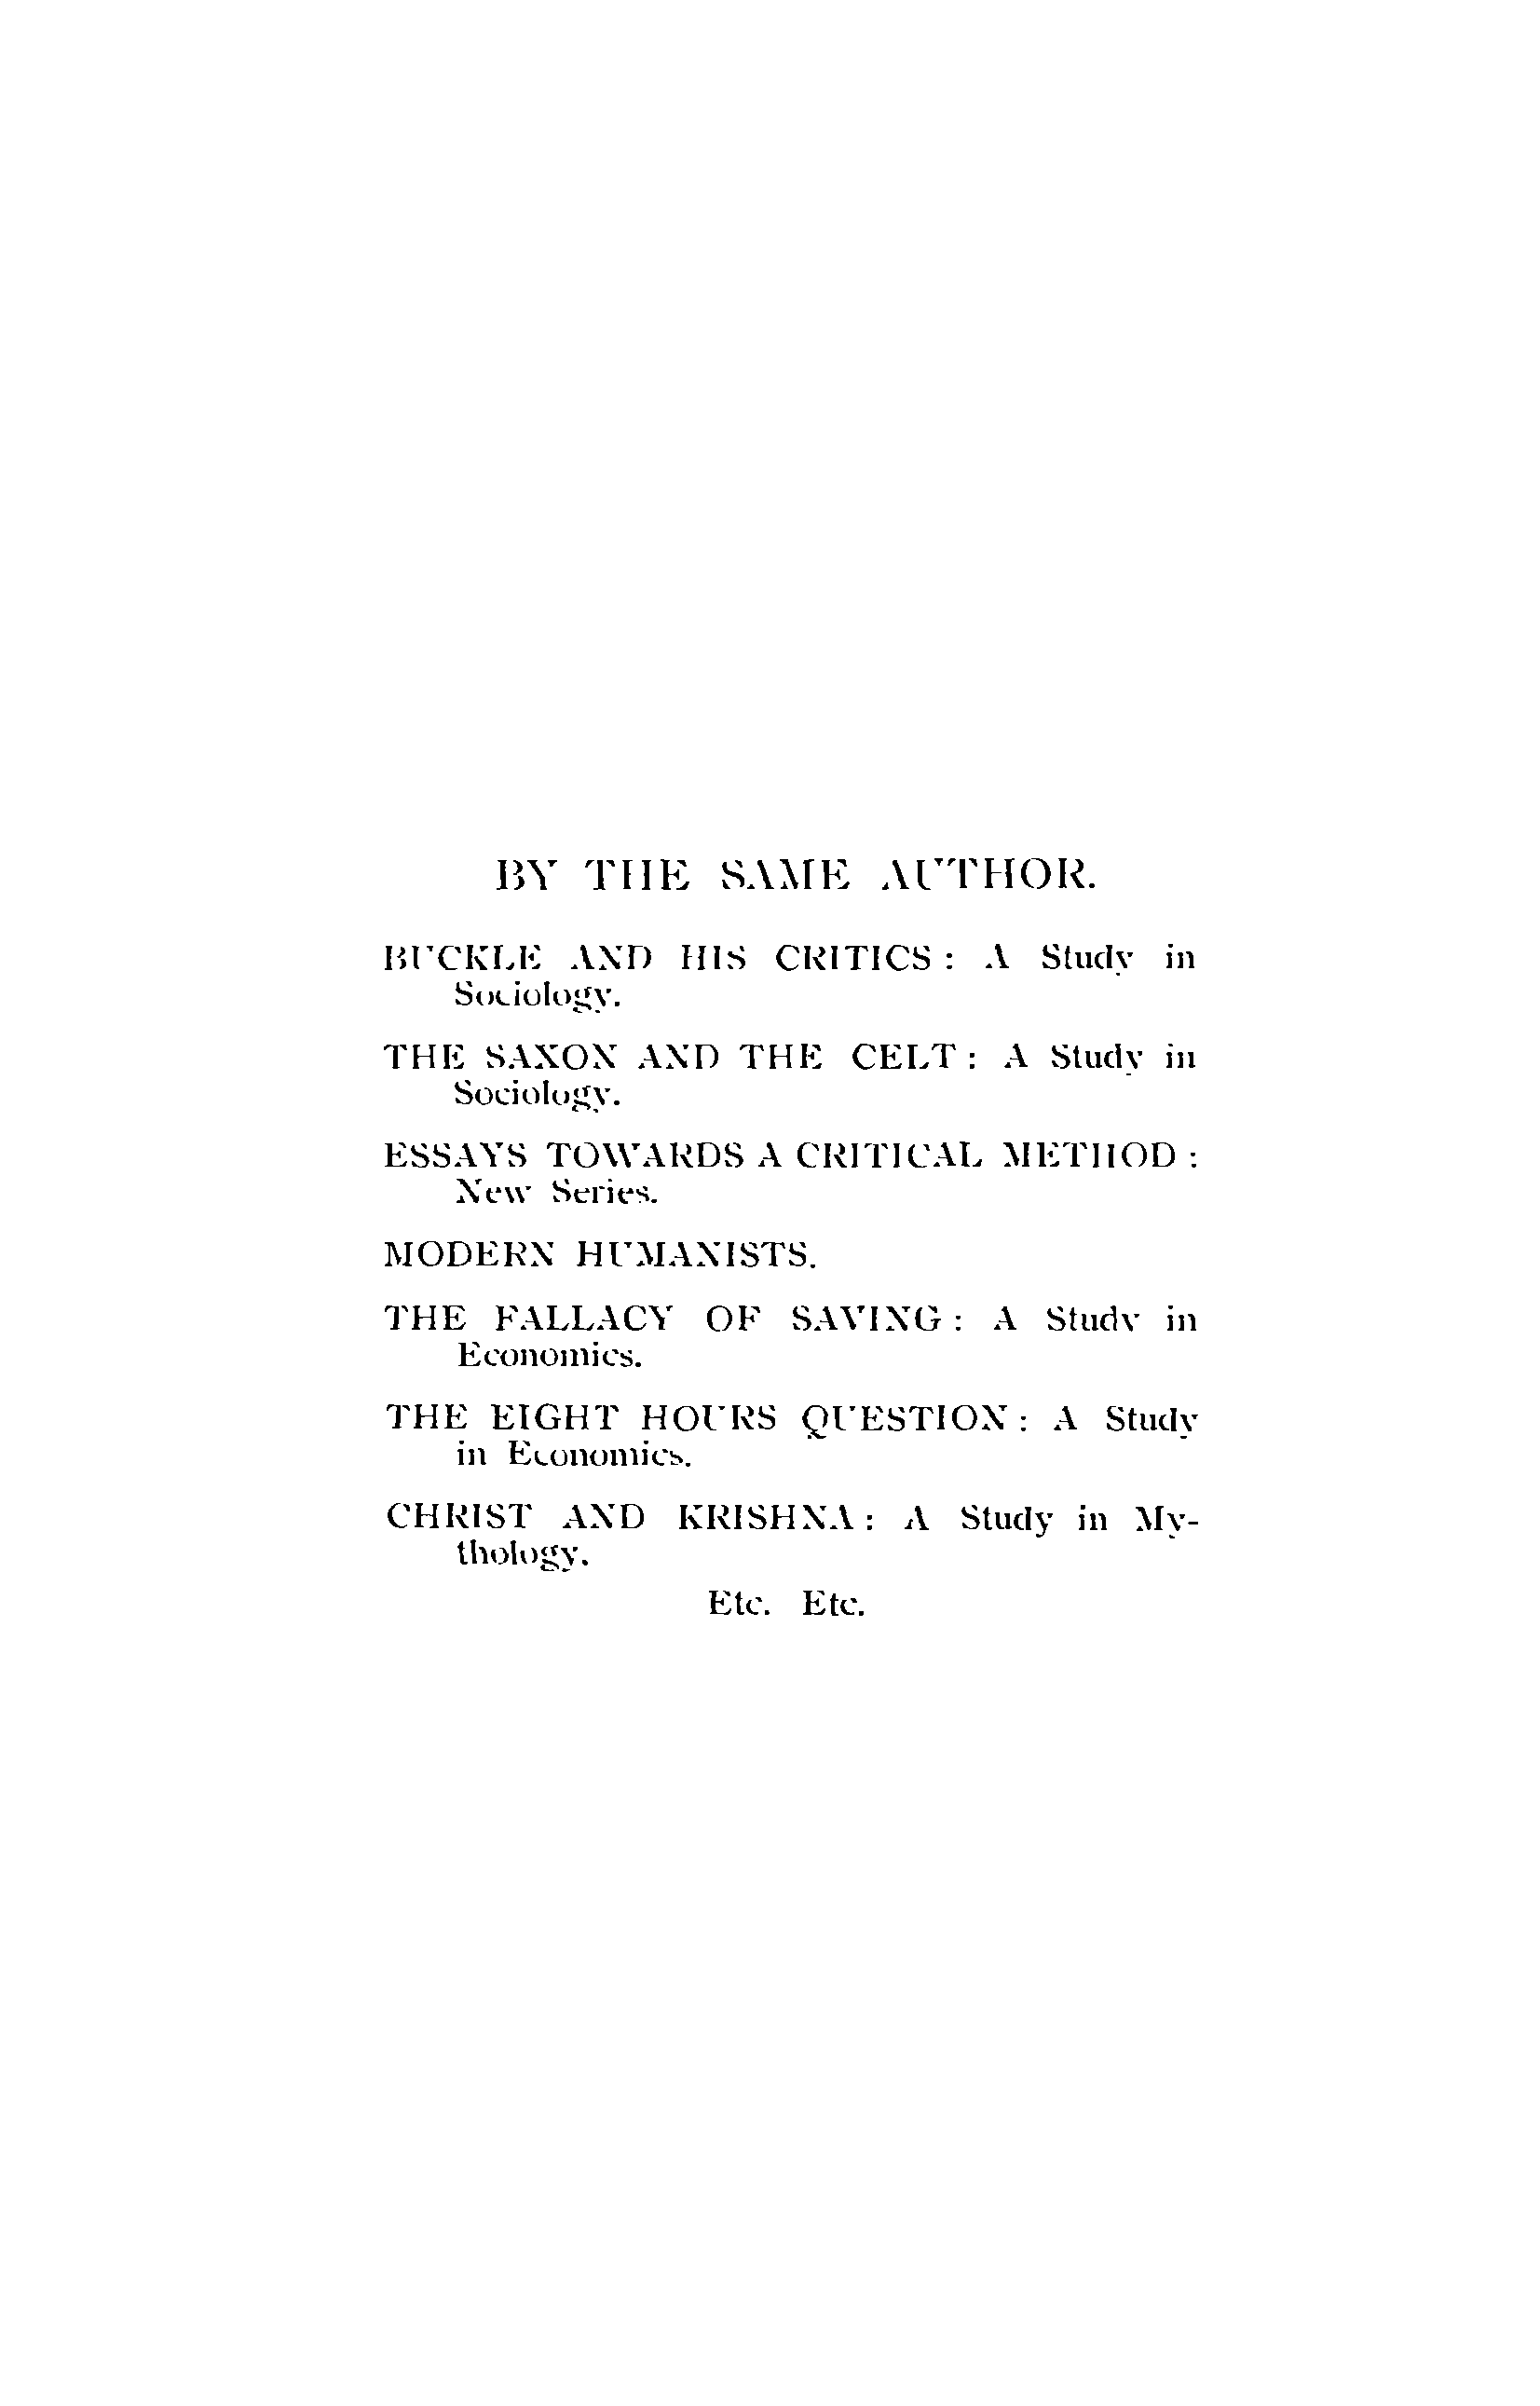 BY THE SAME AUTHOR.
BUCKLE AND HIS CRITICS : A Study in
Sociology.
THE SAXON AND THE CELT : A Study in
Sociology.
ESSAYS TOWARDS A CRITICAL METHOD :
New Series.
MODERN HUMANISTS.
THE FALLACY OF SAVING : A Study in
Economics.
THE EIGHT HOURS QUESTION : A Study
in Economics.
CHRIST AND KRISHNA : A Study in My-
thology.
Etc. Etc.